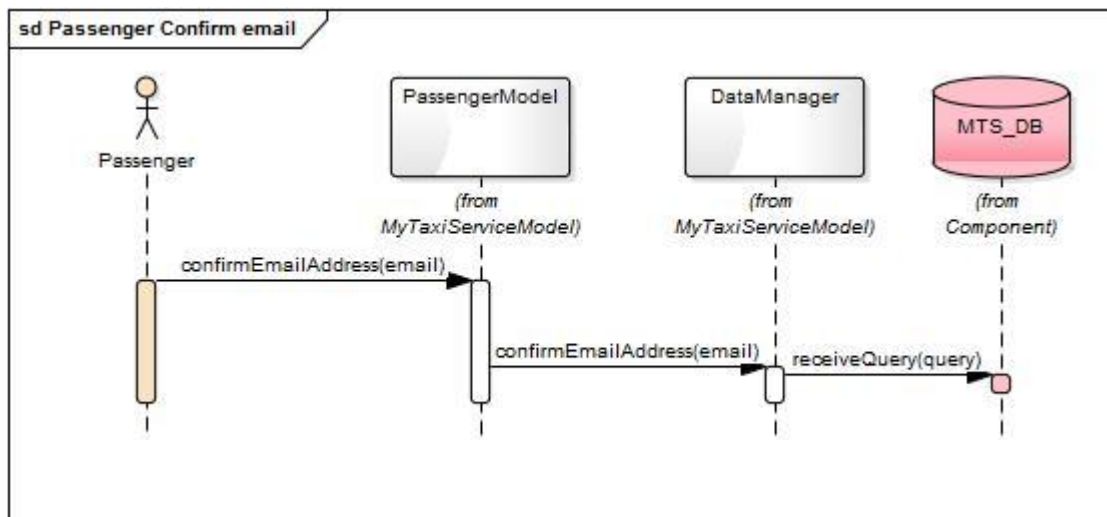 sd Passenger Confirm email
Passenger
PassengerModel
(from
MyTaxiServiceModel)
DataManager
(from
MyTaxiServiceModel)
MTS_DB
(from
Component)
confirmEmailAddress(email)
confirmEmailAddress(email)
receiveQuery(query)